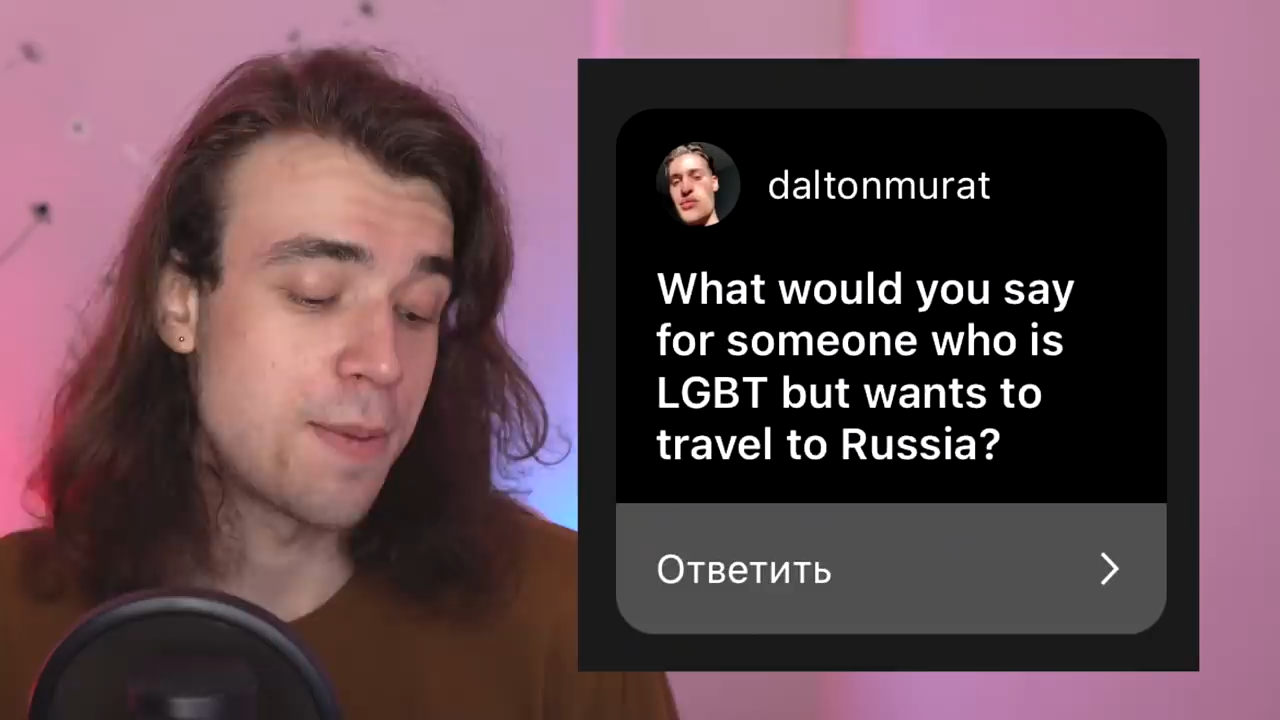 daltonmurat
What would you say
for someone who is
LGBT but wants to
travel to Russia?
Ответить